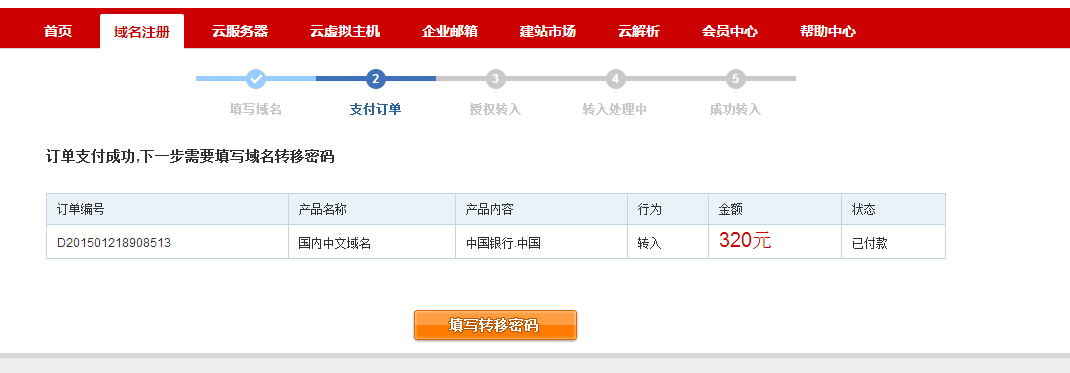 首页 域名注册 云服务器 云虚拟主机 企业邮箱 建站市场 云解析 会员中心 帮助中心
2 3 4 5
填写域名 支付订单 授权转入 转入处理中 成功转入
订单支付成功,下一步需要填写域名转移密码
订单编号 产品名称 产品内容 行为 金额 状态
D201501218908513 国内中文域名 中国银行.中国 转入 320元 已付款
填写转移密码